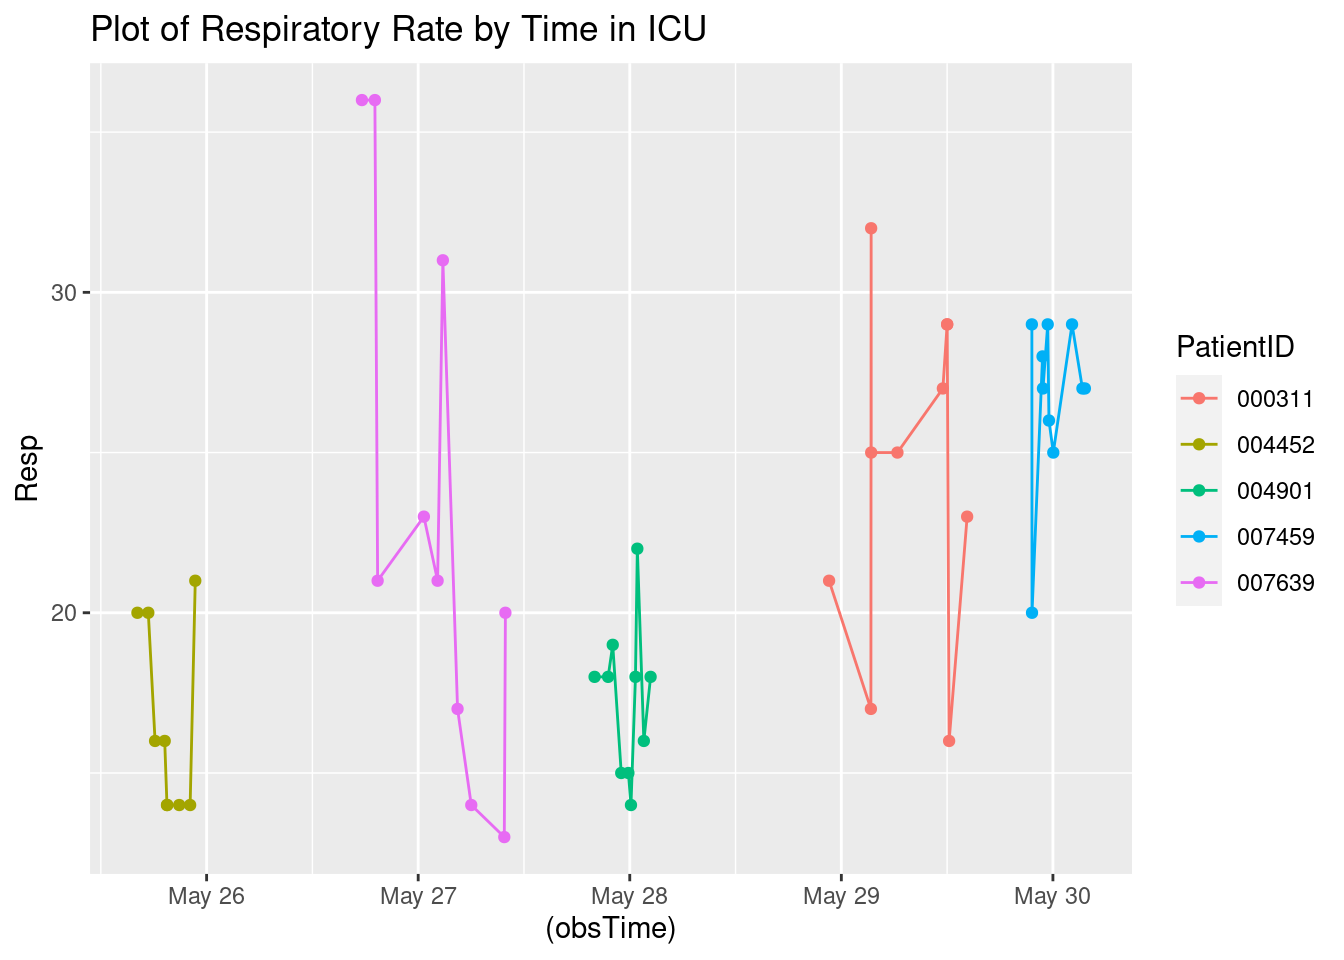 Plot of Respiratory Rate by Time in ICU
Resp
30
20
May 26
May 27
May 28
May 29
May 30
(obsTime)
PatientID
000311
004452
004901
007459
007639